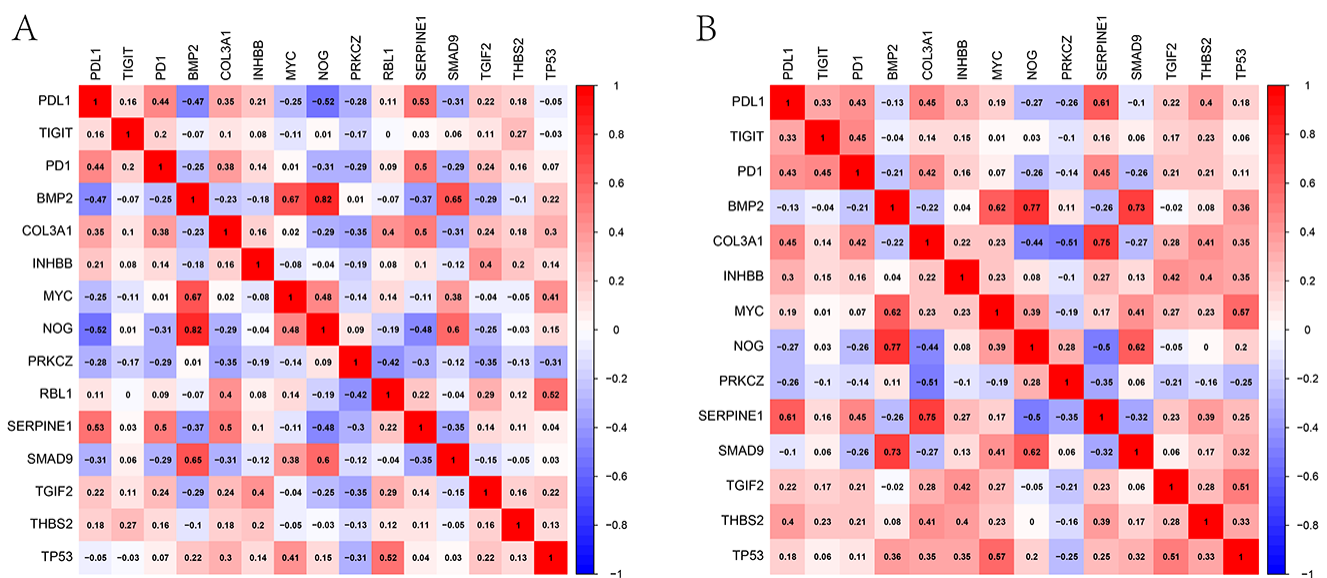 A
PDL1 TIGIT PD1 BMP2 COL3A1 INHBB MYC NOG PRKCZ RBL1 SERPINE1 SMAD9 TGIF2 THBS2 TP53
PDL1 1 0.16 0.44 −0.47 0.35 0.21 −0.25 −0.52 −0.28 0.11 0.53 −0.31 0.22 0.18 −0.05
TIGIT 0.16 1 0.2 −0.07 0.1 0.08 −0.11 0.01 −0.17 0 0.03 0.06 0.11 0.27 −0.03
PD1 0.44 0.2 1 −0.25 0.38 0.14 0.01 −0.31 −0.29 0.09 0.5 −0.29 0.24 0.16 0.07
BMP2 −0.47 −0.07 −0.25 1 −0.23 −0.18 0.67 0.82 0.01 −0.07 −0.37 0.65 −0.29 −0.1 0.22
COL3A1 0.35 0.1 0.38 −0.23 1 0.16 0.02 −0.29 −0.35 0.4 0.5 −0.31 0.24 0.18 0.3
INHBB 0.21 0.08 0.14 −0.18 0.16 1 −0.08 −0.04 −0.19 0.08 0.1 −0.12 0.4 0.2 0.14
MYC −0.25 −0.11 0.01 0.67 0.02 −0.08 1 0.48 −0.14 0.14 −0.11 0.38 −0.04 −0.05 0.41
NOG −0.52 0.01 −0.31 0.82 −0.29 −0.04 0.48 1 0.09 −0.19 −0.48 0.6 −0.25 −0.03 0.15
PRKCZ −0.28 −0.17 −0.29 0.01 −0.35 −0.19 −0.14 0.09 1 −0.42 −0.3 −0.12 −0.35 −0.13 −0.31
RBL1 0.11 0 0.09 −0.07 0.4 0.08 0.14 −0.19 −0.42 1 0.22 −0.04 0.29 0.12 0.52
SERPINE1 0.53 0.03 0.5 −0.37 0.5 0.1 −0.11 −0.48 −0.3 0.22 1 −0.35 0.14 0.11 0.04
SMAD9 −0.31 0.06 −0.29 0.65 −0.31 −0.12 0.38 0.6 −0.12 −0.04 −0.35 1 −0.15 −0.05 0.03
TGIF2 0.22 0.11 0.24 −0.29 0.24 0.4 −0.04 −0.25 −0.35 0.29 0.14 −0.15 1 0.16 0.22
THBS2 0.18 0.27 0.16 −0.1 0.18 0.2 −0.05 −0.03 −0.13 0.12 0.11 −0.05 0.16 1 0.13
TP53 −0.05 −0.03 0.07 0.22 0.3 0.14 0.41 0.15 −0.31 0.52 0.04 0.03 0.22 0.13 1
1
0.8
0.6
0.4
0.2
0
−0.2
−0.4
−0.6
−0.8
−1
B
PDL1 TIGIT PD1 BMP2 COL3A1 INHBB MYC NOG PRKCZ SERPINE1 SMAD9 TGIF2 THBS2 TP53
PDL1 1 0.33 0.43 −0.13 0.45 0.3 0.19 −0.27 −0.26 0.61 −0.1 0.22 0.4 0.18
TIGIT 0.33 1 0.45 −0.04 0.14 0.15 0.01 0.03 −0.1 0.16 0.06 0.17 0.23 0.06
PD1 0.43 0.45 1 −0.21 0.42 0.16 0.07 −0.26 −0.14 0.45 −0.26 0.21 0.21 0.11
BMP2 −0.13 −0.04 −0.21 1 −0.22 0.04 0.62 0.77 0.11 −0.26 0.73 −0.02 0.08 0.36
COL3A1 0.45 0.14 0.42 −0.22 1 0.22 0.23 −0.44 −0.51 0.75 −0.27 0.28 0.41 0.35
INHBB 0.3 0.15 0.16 0.04 0.22 1 0.23 0.08 −0.1 0.27 0.13 0.42 0.4 0.35
MYC 0.19 0.01 0.07 0.62 0.23 0.23 1 0.39 −0.19 0.17 0.41 0.27 0.23 0.57
NOG −0.27 0.03 −0.26 0.77 −0.44 0.08 0.39 1 0.28 −0.5 0.62 −0.05 0 0.2
PRKCZ −0.26 −0.1 −0.14 0.11 −0.51 −0.1 −0.19 0.28 1 −0.35 0.06 −0.21 −0.16 −0.25
SERPINE1 0.61 0.16 0.45 −0.26 0.75 0.27 0.17 −0.5 −0.35 1 −0.32 0.23 0.39 0.25
SMAD9 −0.1 0.06 −0.26 0.73 −0.27 0.13 0.41 0.62 0.06 −0.32 1 0.06 0.17 0.32
TGIF2 0.22 0.17 0.21 −0.02 0.28 0.42 0.27 −0.05 −0.21 0.23 0.06 1 0.28 0.51
THBS2 0.4 0.23 0.21 0.08 0.41 0.4 0.23 0 −0.16 0.39 0.17 0.28 1 0.33
TP53 0.18 0.06 0.11 0.36 0.35 0.35 0.57 0.2 −0.25 0.25 0.32 0.51 0.33 1
1
0.8
0.6
0.4
0.2
0
−0.2
−0.4
−0.6
−0.8
−1